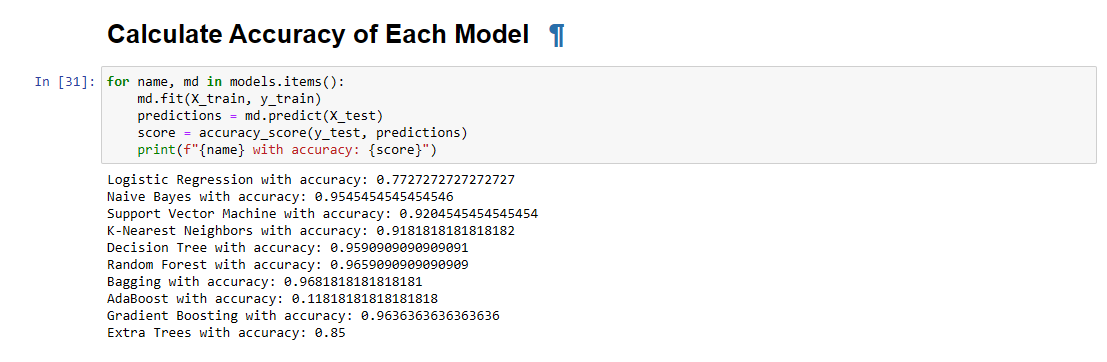 Calculate Accuracy of Each Model ¶
In [31]: for name, md in models.items():
    md.fit(X_train, y_train)
    predictions = md.predict(X_test)
    score = accuracy_score(y_test, predictions)
    print(f"{name} with accuracy: {score}")
Logistic Regression with accuracy: 0.7727272727272727
Naive Bayes with accuracy: 0.9545454545454546
Support Vector Machine with accuracy: 0.9204545454545454
K-Nearest Neighbors with accuracy: 0.9181818181818182
Decision Tree with accuracy: 0.9590909090909091
Random Forest with accuracy: 0.9659090909090909
Bagging with accuracy: 0.9681818181818181
AdaBoost with accuracy: 0.11818181818181818
Gradient Boosting with accuracy: 0.9636363636363636
Extra Trees with accuracy: 0.85